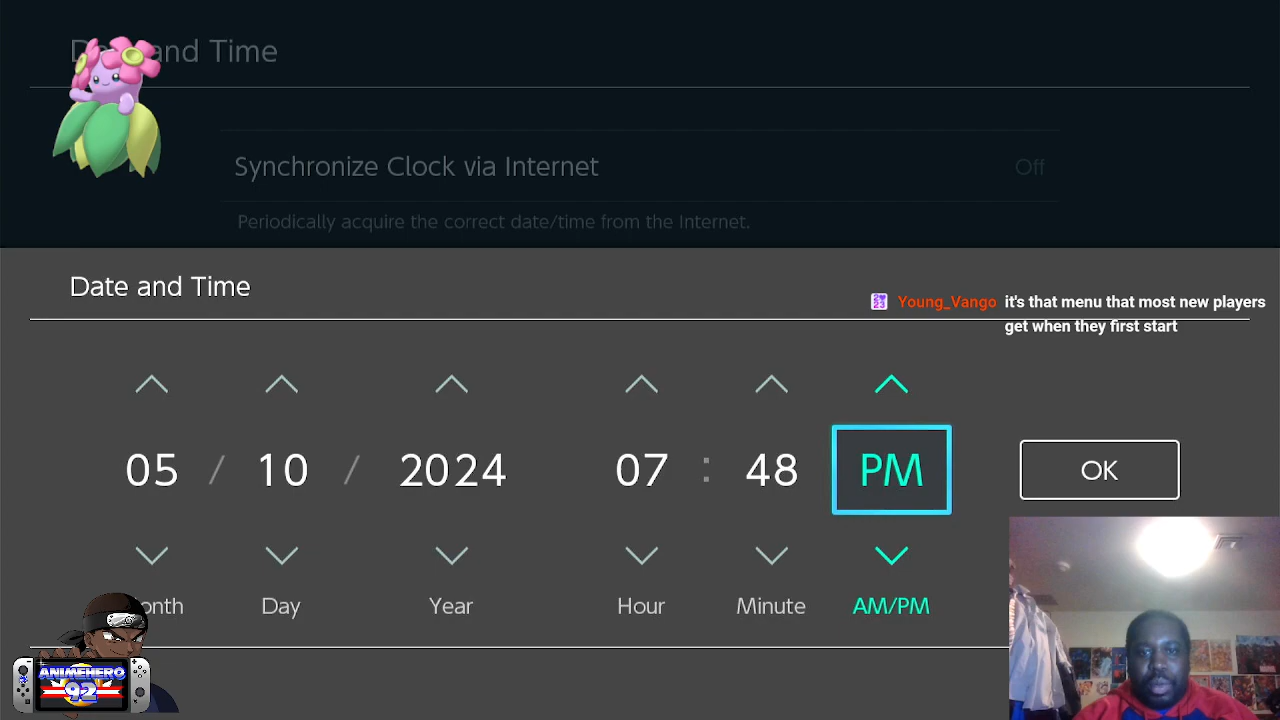 Date and Time
Synchronize Clock via Internet Off
Periodically acquire the correct date/time from the Internet.
Date and Time
Young_Vango it's that menu that most new players
get when they first start
05 / 10 / 2024 07 : 48 PM OK
Month Day Year Hour Minute AM/PM
ANIMEHERO
92